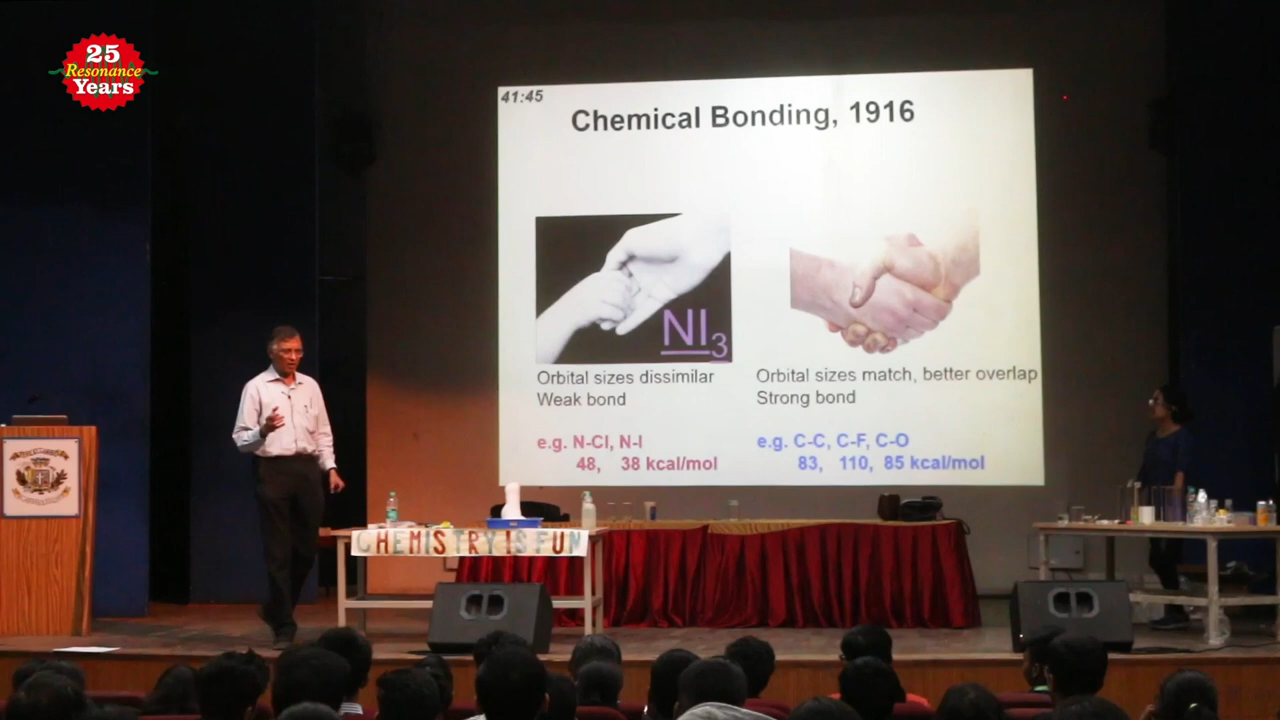 25
Resonance
Years
41:45
Chemical Bonding, 1916
NI3
Orbital sizes dissimilar
Weak bond
e.g. N-Cl, N-I
48, 38 kcal/mol
Orbital sizes match, better overlap
Strong bond
e.g. C-C, C-F, C-O
83, 110, 85 kcal/mol
CHEMISTRY IS FUN